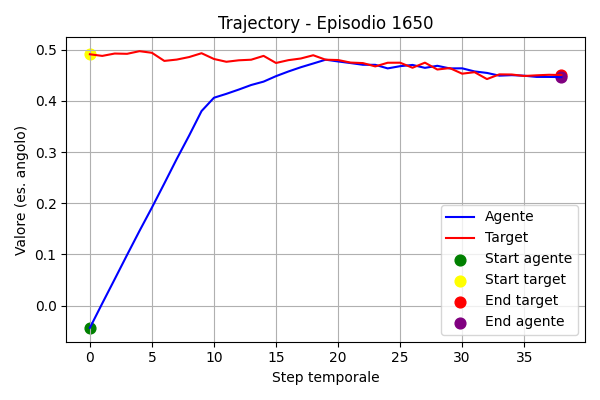 Trajectory - Episodio 1650
Valore (es. angolo)
0.5
0.4
0.3
0.2
0.1
0.0
0 5 10 15 20 25 30 35
Step temporale
Agente
Target
Start agente
Start target
End target
End agente